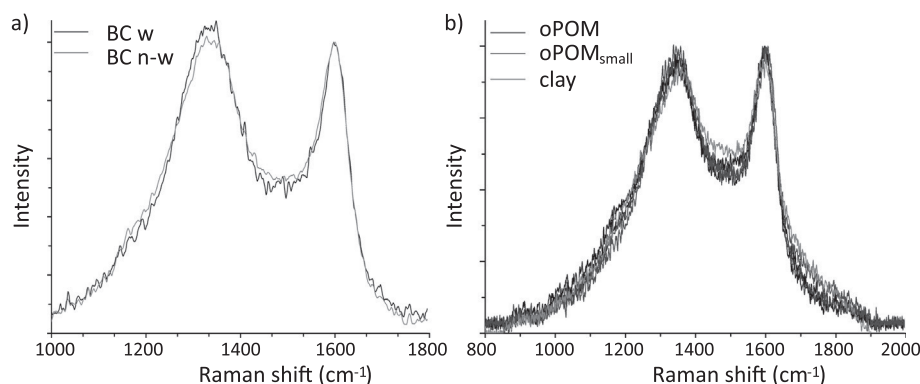 a)
BC w
BC n-w
Intensity
1000
1200
1400
1600
1800
Raman shift (cm-1)
b)
oPOM
oPOMsmall
clay
Intensity
800
1000
1200
1400
1600
1800
2000
Raman shift (cm-1)